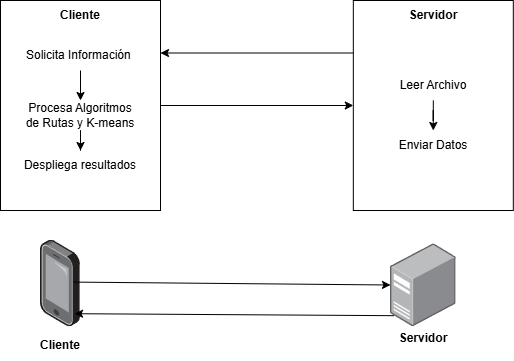 Cliente
Solicita Información
Procesa Algoritmos
de Rutas y K-means
Despliega resultados
Servidor
Leer Archivo
Enviar Datos
Cliente
Servidor